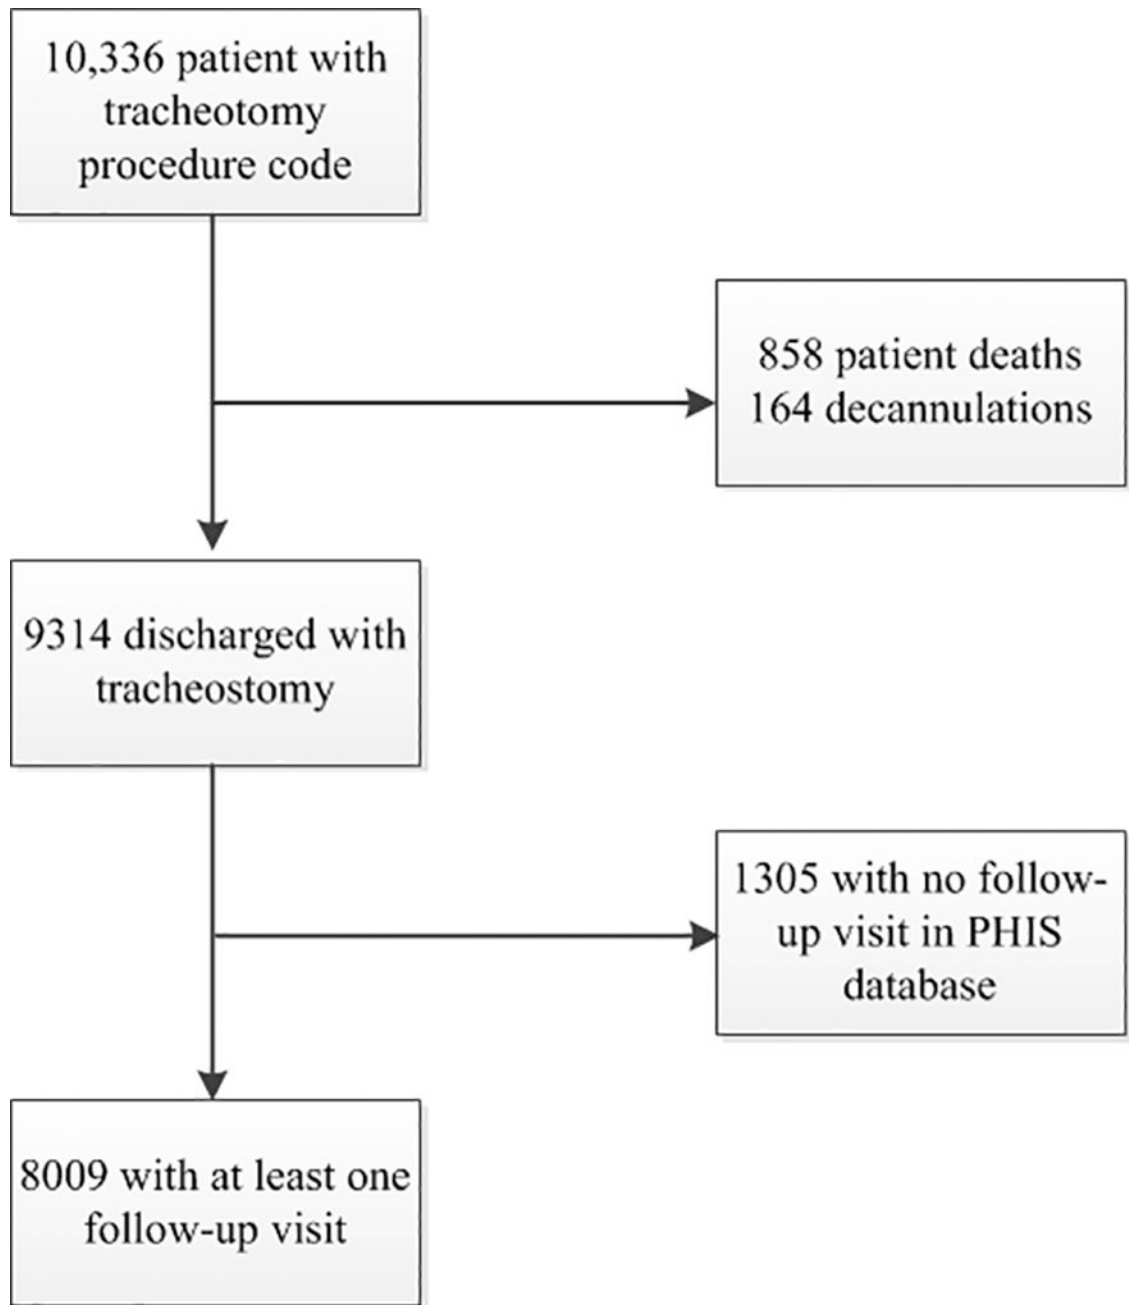 10,336 patient with
tracheotomy
procedure code
858 patient deaths
164 decannulations
9314 discharged with
tracheostomy
1305 with no follow-
up visit in PHIS
database
8009 with at least one
follow-up visit